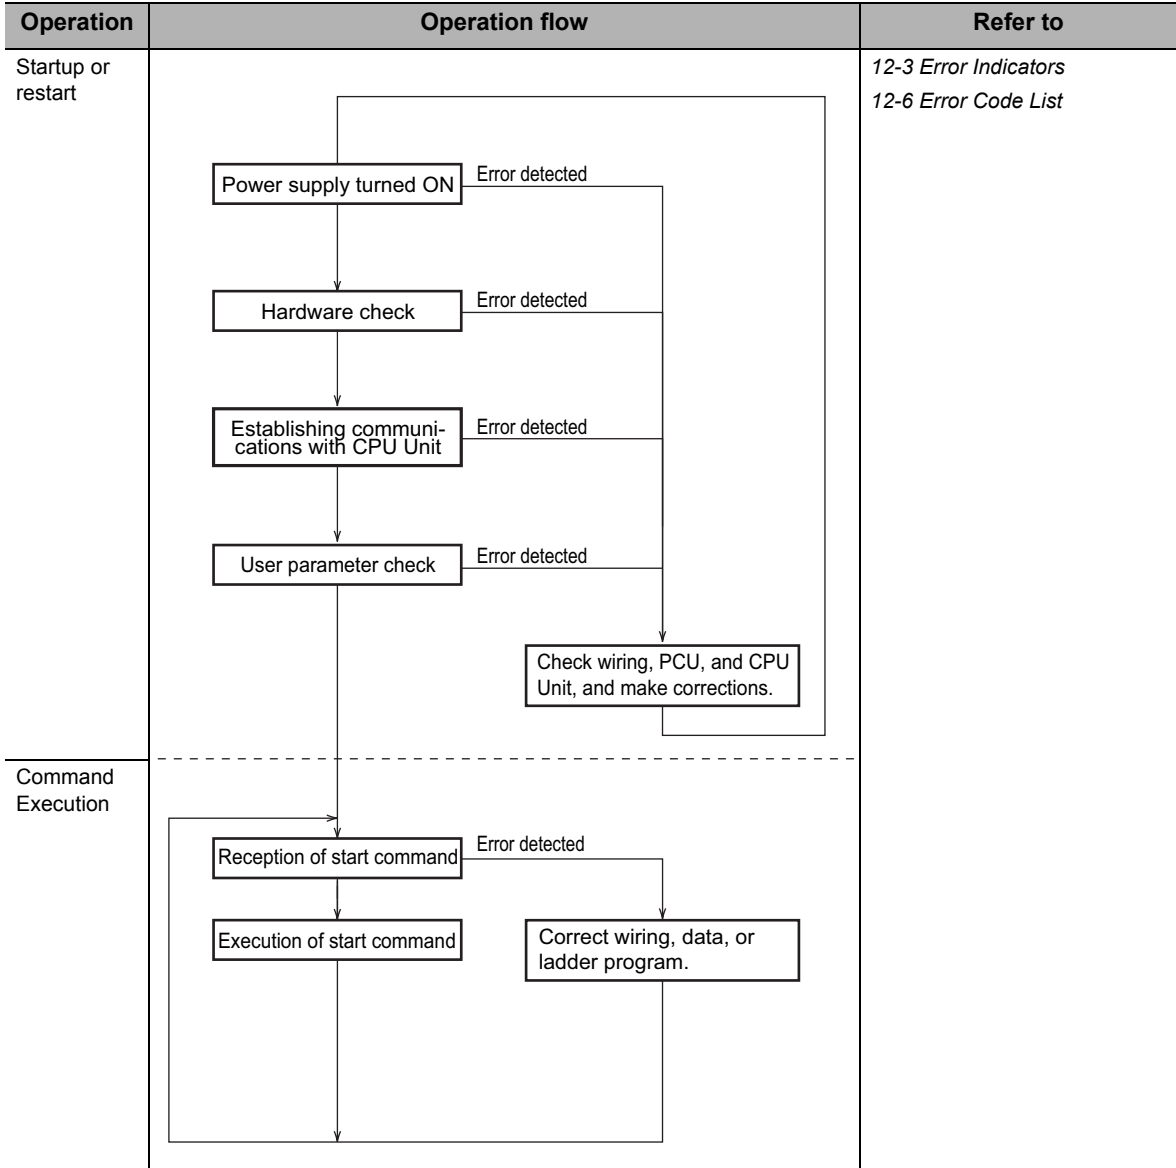 Operation
Operation flow
Refer to
Startup or
restart
12-3 Error Indicators
12-6 Error Code List
Power supply turned ON
Error detected
Hardware check
Error detected
Establishing communi-
cations with CPU Unit
Error detected
User parameter check
Error detected
Check wiring, PCU, and CPU
Unit, and make corrections.
Command
Execution
Reception of start command
Error detected
Execution of start command
Correct wiring, data, or
ladder program.